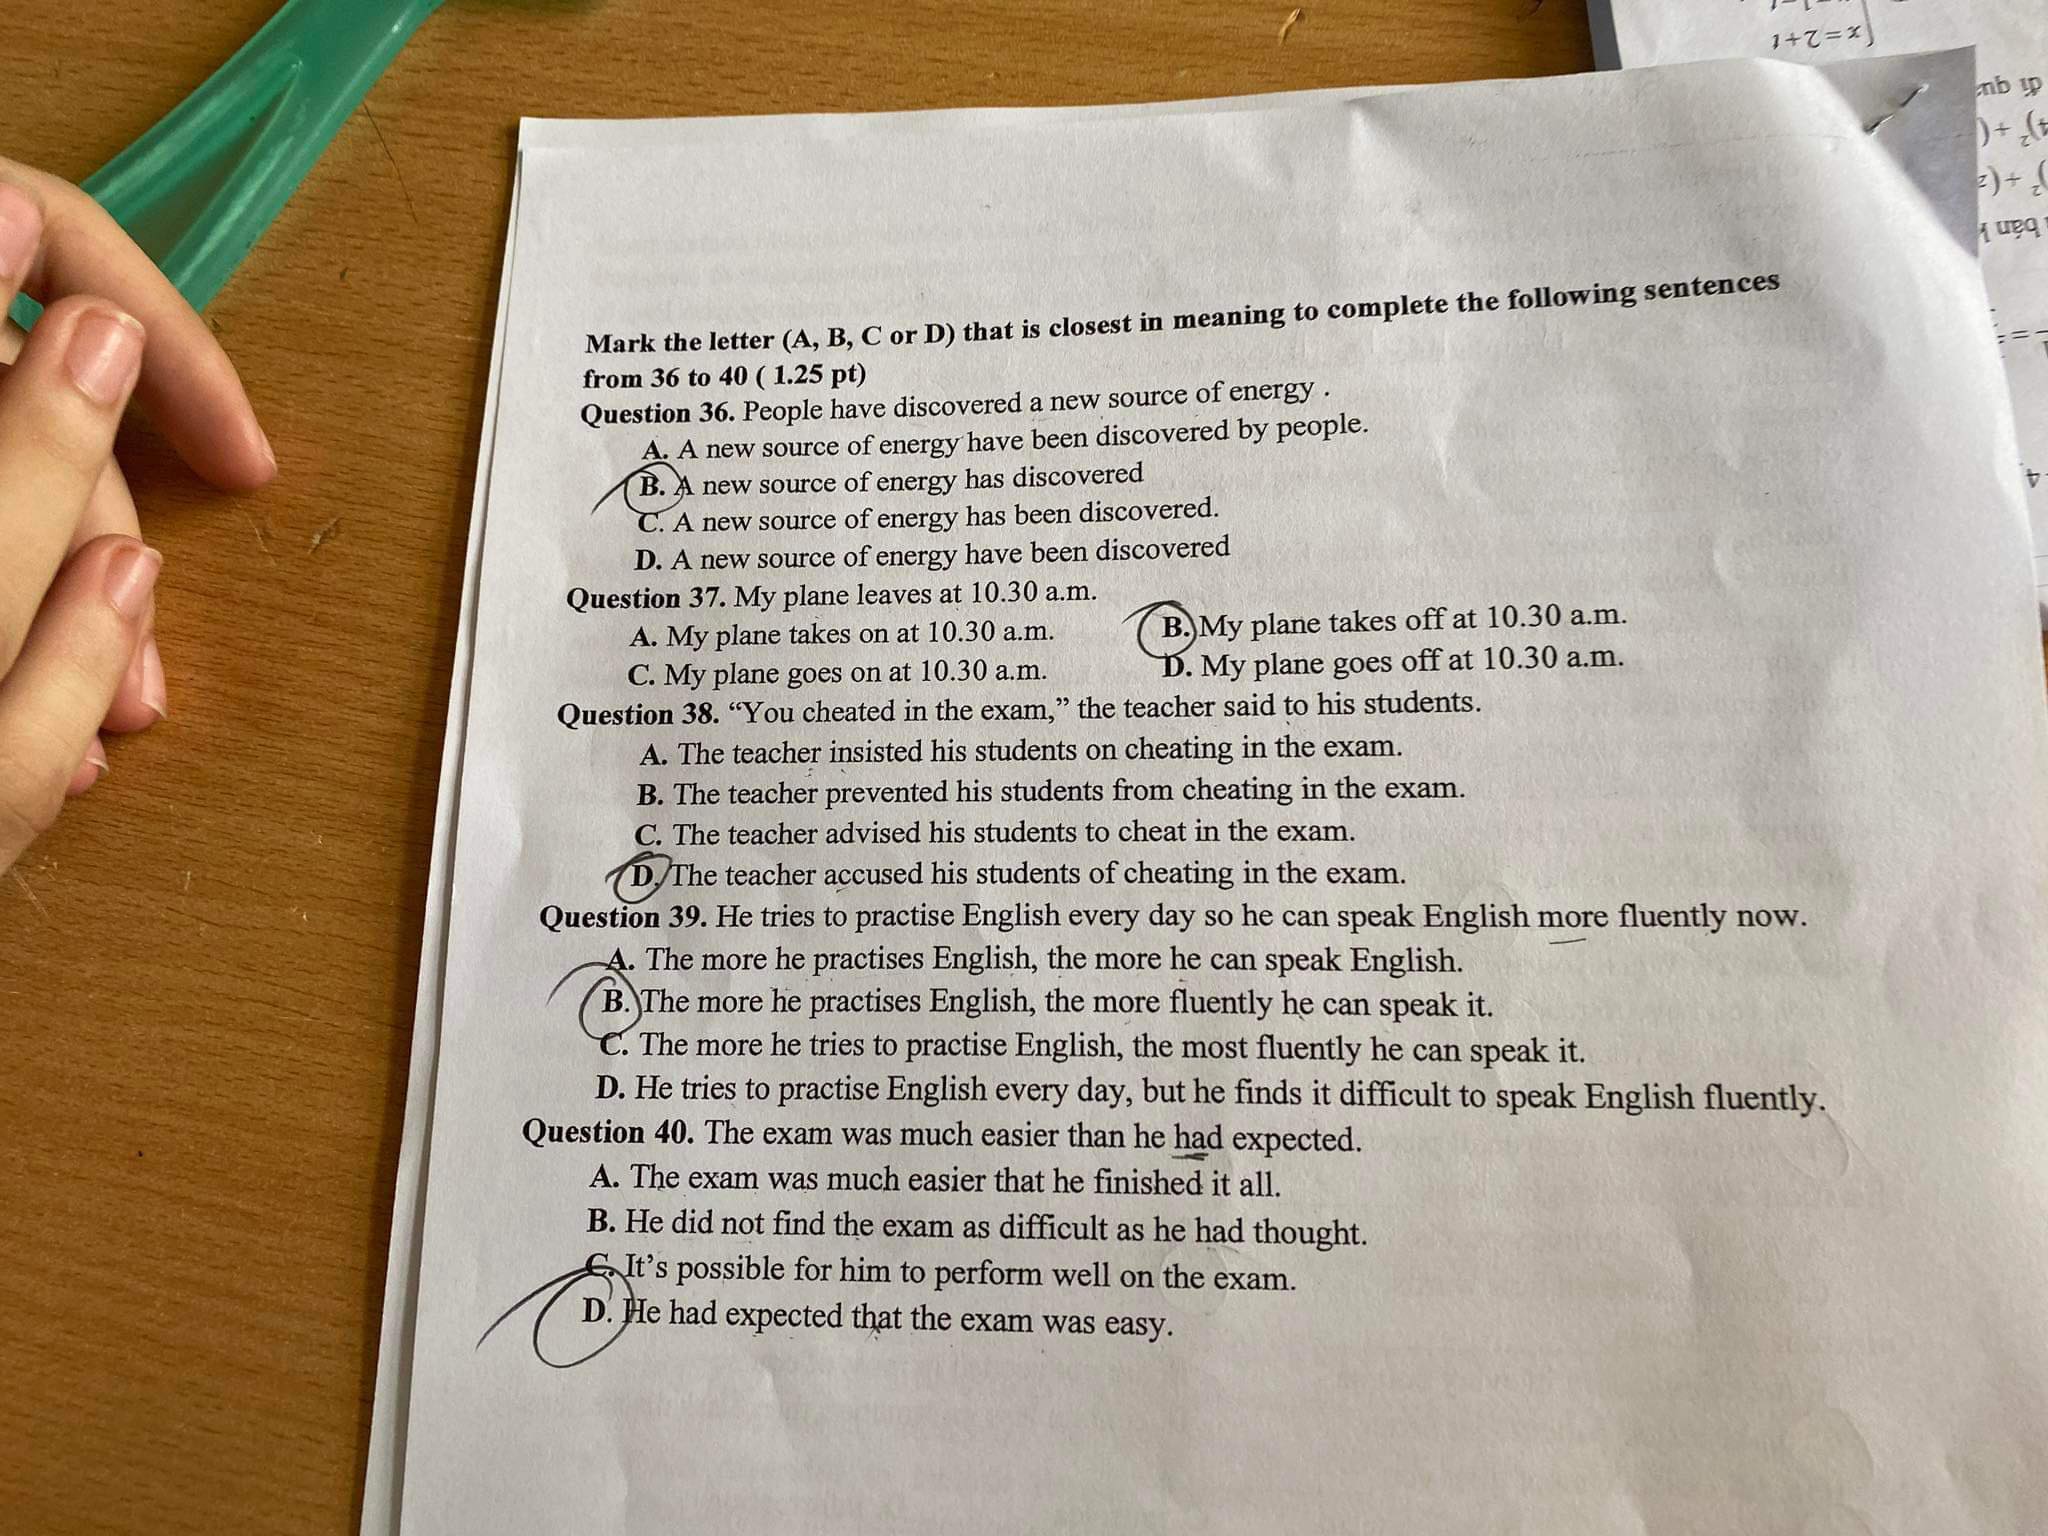 Mark the letter (A, B, C or D) that is closest in meaning to complete the following sentences
from 36 to 40 ( 1.25 pt)
Question 36. People have discovered a new source of energy .
A. A new source of energy have been discovered by people.
B. A new source of energy has discovered
C. A new source of energy has been discovered.
D. A new source of energy have been discovered
Question 37. My plane leaves at 10.30 a.m.
A. My plane takes on at 10.30 a.m. B. My plane takes off at 10.30 a.m.
C. My plane goes on at 10.30 a.m. D. My plane goes off at 10.30 a.m.
Question 38. “You cheated in the exam,” the teacher said to his students.
A. The teacher insisted his students on cheating in the exam.
B. The teacher prevented his students from cheating in the exam.
C. The teacher advised his students to cheat in the exam.
D. The teacher accused his students of cheating in the exam.
Question 39. He tries to practise English every day so he can speak English more fluently now.
A. The more he practises English, the more he can speak English.
B. The more he practises English, the more fluently he can speak it.
C. The more he tries to practise English, the most fluently he can speak it.
D. He tries to practise English every day, but he finds it difficult to speak English fluently.
Question 40. The exam was much easier than he had expected.
A. The exam was much easier that he finished it all.
B. He did not find the exam as difficult as he had thought.
C. It’s possible for him to perform well on the exam.
D. He had expected that the exam was easy.
x = 2 + t
bán